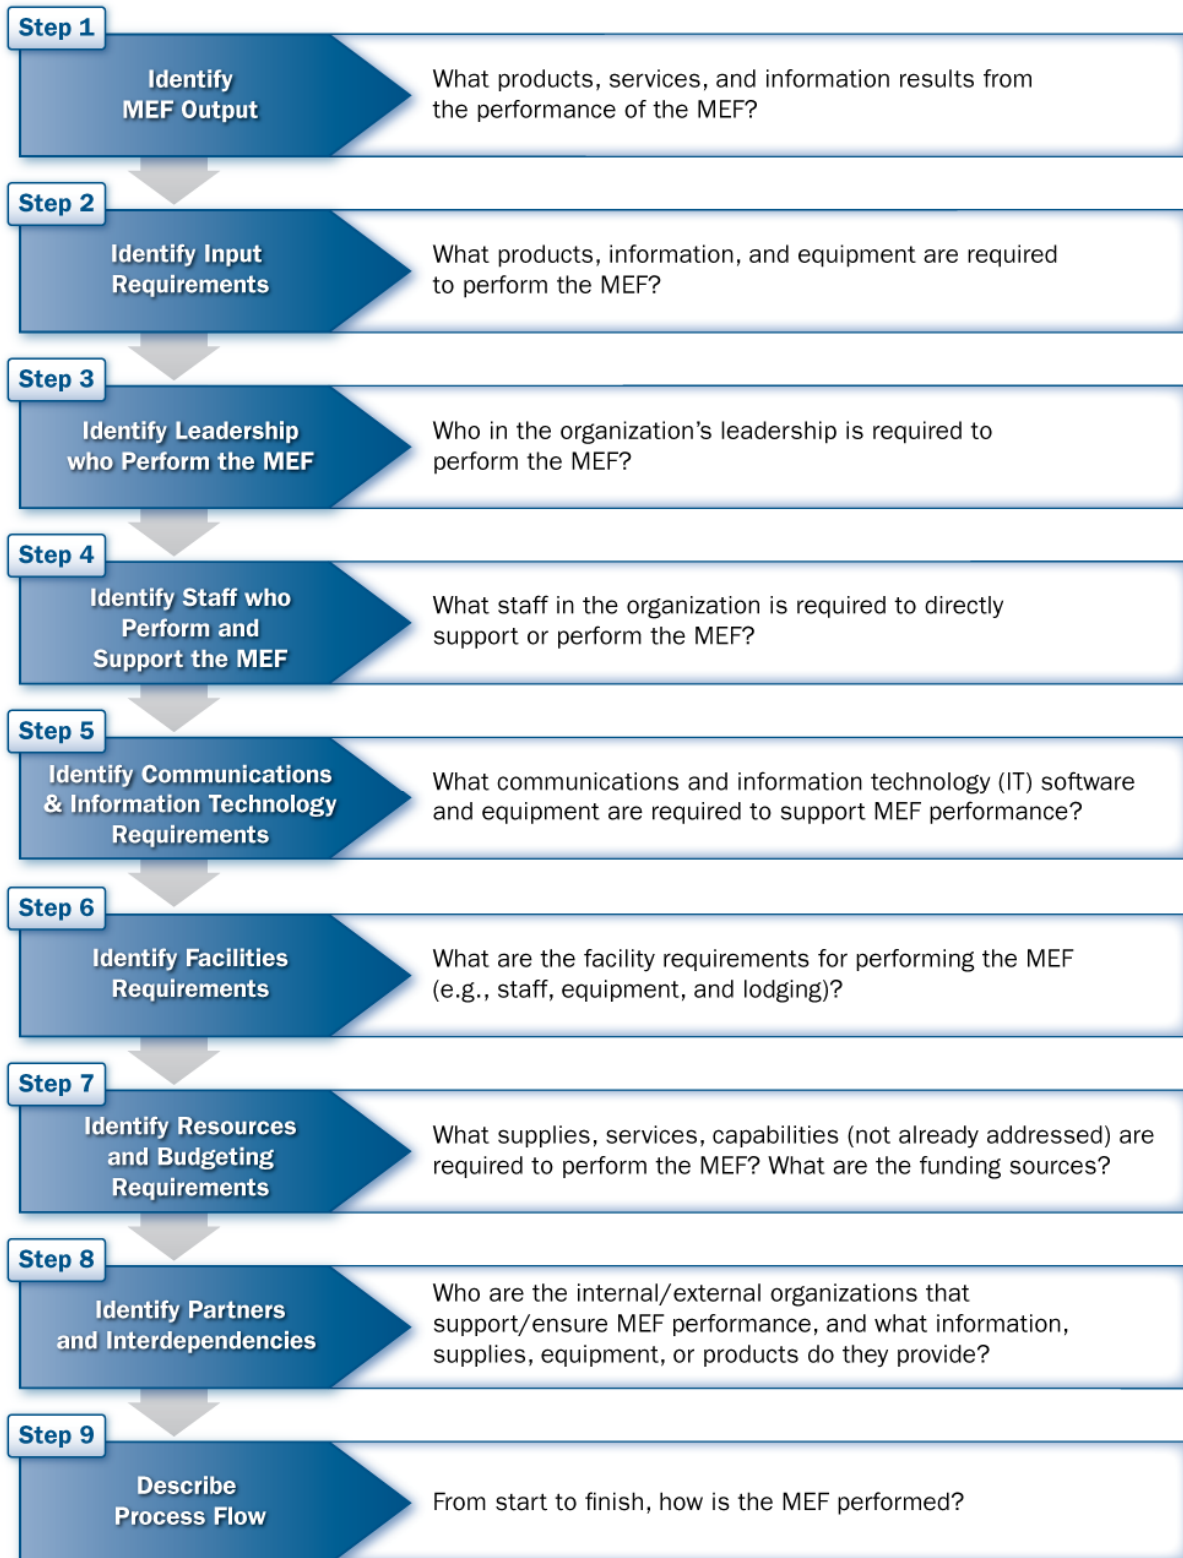 Step 1
Identify
MEF Output
What products, services, and information results from
the performance of the MEF?
Step 2
Identify Input
Requirements
What products, information, and equipment are required
to perform the MEF?
Step 3
Identify Leadership
who Perform the MEF
Who in the organization’s leadership is required to
perform the MEF?
Step 4
Identify Staff who
Perform and
Support the MEF
What staff in the organization is required to directly
support or perform the MEF?
Step 5
Identify Communications
& Information Technology
Requirements
What communications and information technology (IT) software
and equipment are required to support MEF performance?
Step 6
Identify Facilities
Requirements
What are the facility requirements for performing the MEF
(e.g., staff, equipment, and lodging)?
Step 7
Identify Resources
and Budgeting
Requirements
What supplies, services, capabilities (not already addressed) are
required to perform the MEF? What are the funding sources?
Step 8
Identify Partners
and Interdependencies
Who are the internal/external organizations that
support/ensure MEF performance, and what information,
supplies, equipment, or products do they provide?
Step 9
Describe
Process Flow
From start to finish, how is the MEF performed?